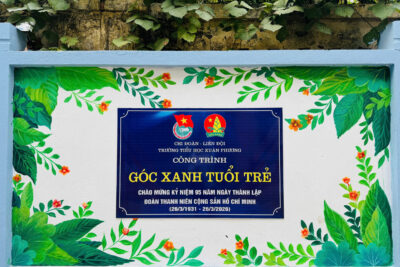 CHI ĐOÀN - LIÊN ĐỘI
TRƯỜNG TIỂU HỌC XUÂN PHƯƠNG
CÔNG TRÌNH
GÓC XANH TUỔI TRẺ
CHÀO MỪNG KỶ NIỆM 95 NĂM NGÀY THÀNH LẬP
ĐOÀN THANH NIÊN CỘNG SẢN HỒ CHÍ MINH
(26/3/1931 - 26/3/2026)